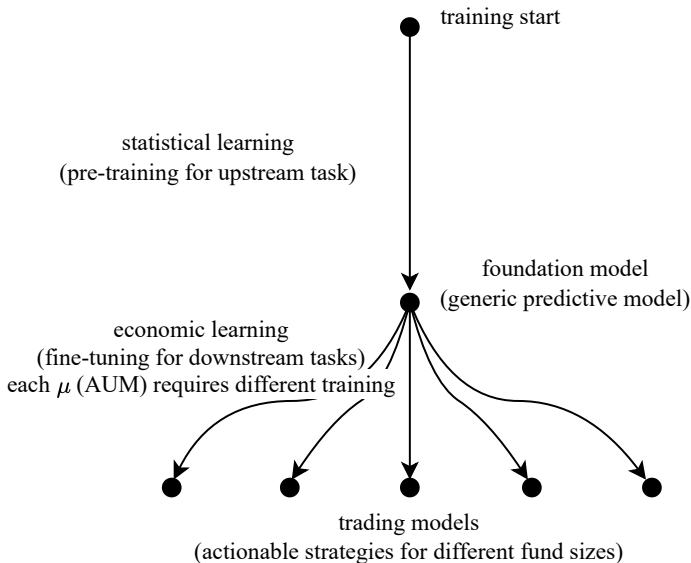 training start
statistical learning
(pre-training for upstream task)
foundation model
(generic predictive model)
economic learning
(fine-tuning for downstream tasks)
each μ (AUM) requires different training
trading models
(actionable strategies for different fund sizes)